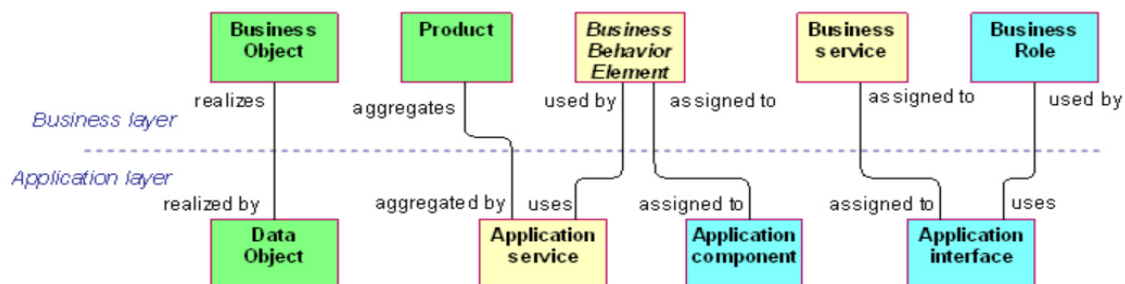 Business
Object
Product
Business
Behavior
Element
Business
service
Business
Role
realizes
aggregates
used by
assigned to
assigned to
used by
Business layer
Application layer
realized by
aggregated by
uses
assigned to
assigned to
uses
Data
Object
Application
service
Application
component
Application
interface